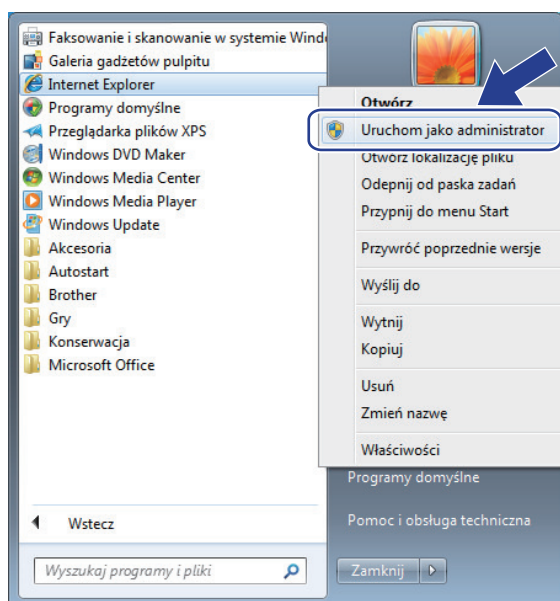 Faksowanie i skanowanie w systemie Wind
Galeria gadżetów pulpitu
Internet Explorer
Programy domyślne
Przeglądarka plików XPS
Windows DVD Maker
Windows Media Center
Windows Media Player
Windows Update
Akcesoria
Autostart
Brother
Gry
Konserwacja
Microsoft Office
Wstecz
Wyszukaj programy i pliki
Otwórz
Uruchom jako administrator
Otwórz lokalizację pliku
Odepnij od paska zadań
Przypnij do menu Start
Przywróć poprzednie wersje
Wyślij do
Wytnij
Kopiuj
Usuń
Zmień nazwę
Właściwości
Programy domyślne
Pomoc i obsługa techniczna
Zamknij